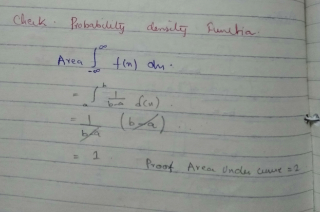 Check. Probability density Function.
Area ∫_{-∞}^{∞} f(x) dx.
= ∫_a^b 1/(b-a) d(x)
= 1/(b-a) (b-a)
= 1 Proof Area under curve = 1